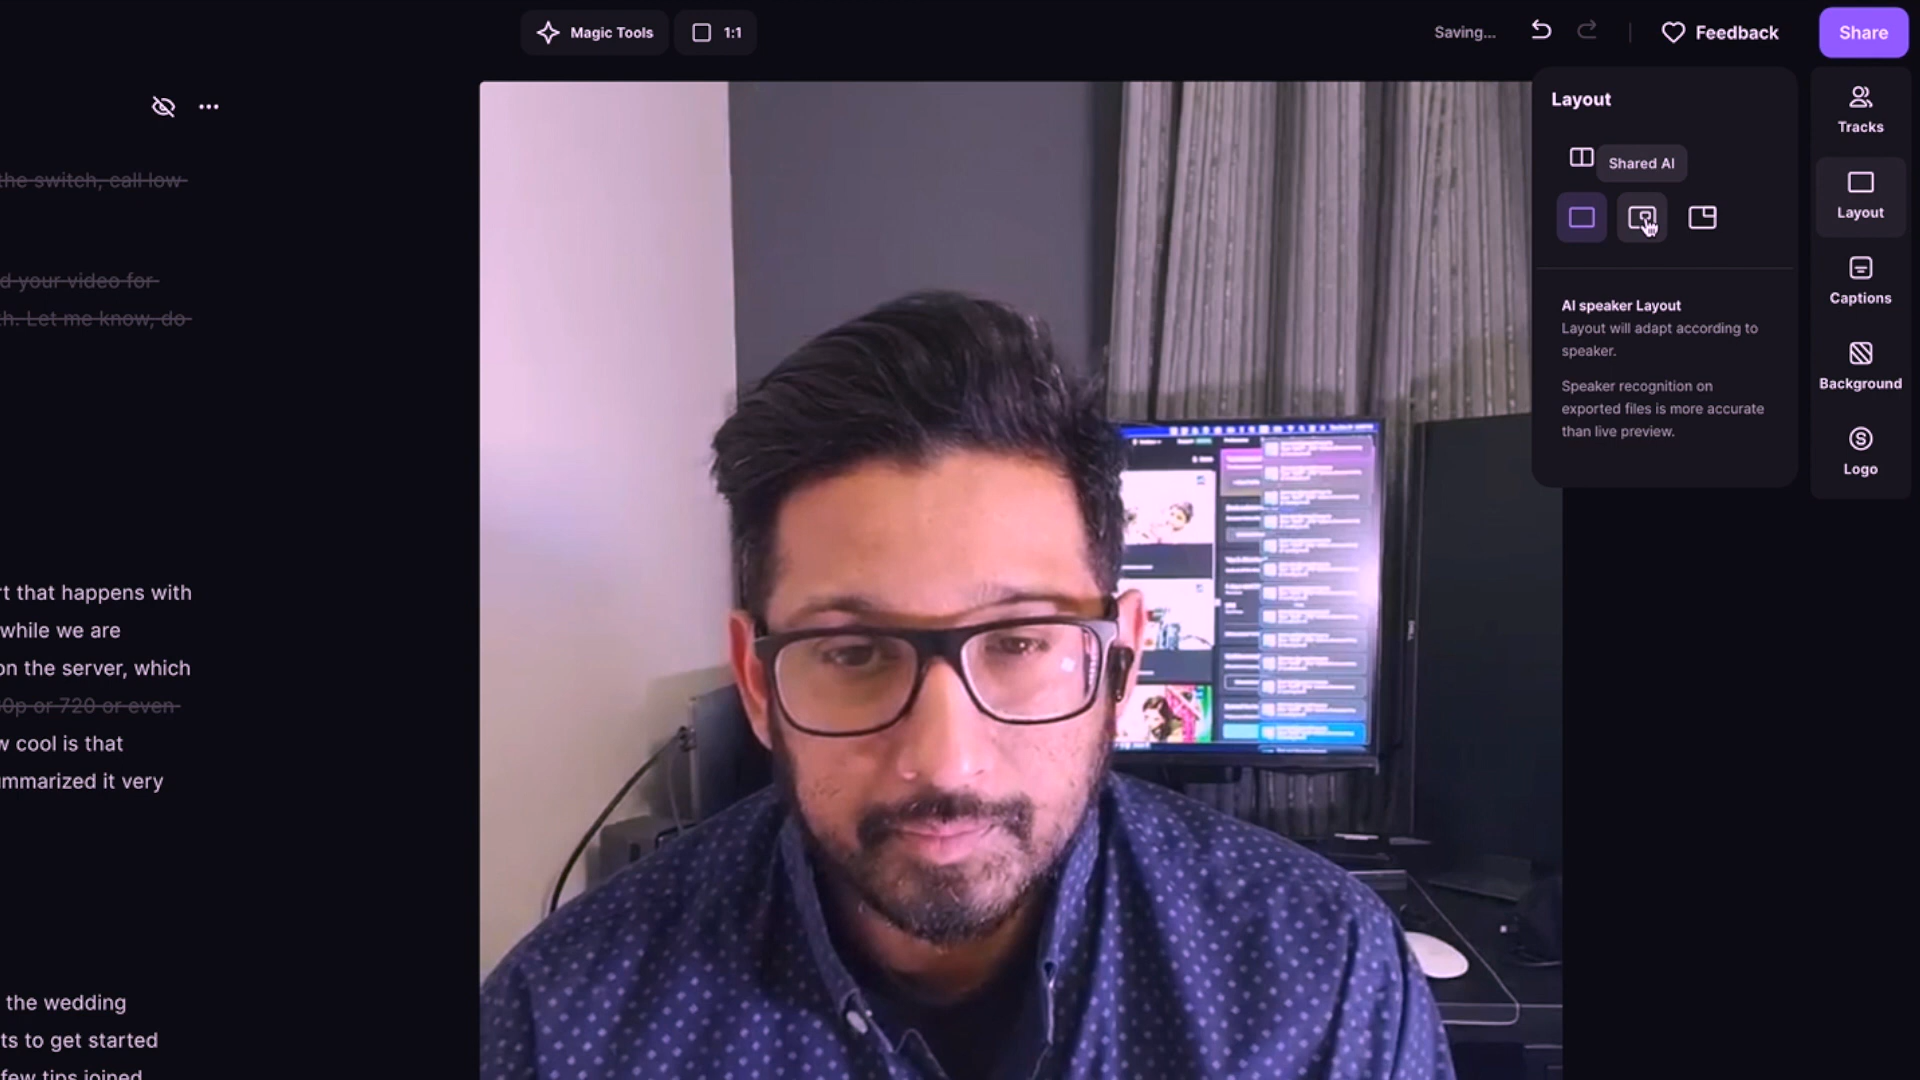 Magic Tools
1:1
Saving...
Feedback
Share
the switch, call low
d your video for
h. Let me know, do
t that happens with
while we are
on the server, which
0p or 720 or even
w cool is that
mmarized it very
the wedding
ts to get started
few tips joined
Layout
Shared AI
AI speaker Layout
Layout will adapt according to
speaker.
Speaker recognition on
exported files is more accurate
than live preview.
Tracks
Layout
Captions
Background
Logo